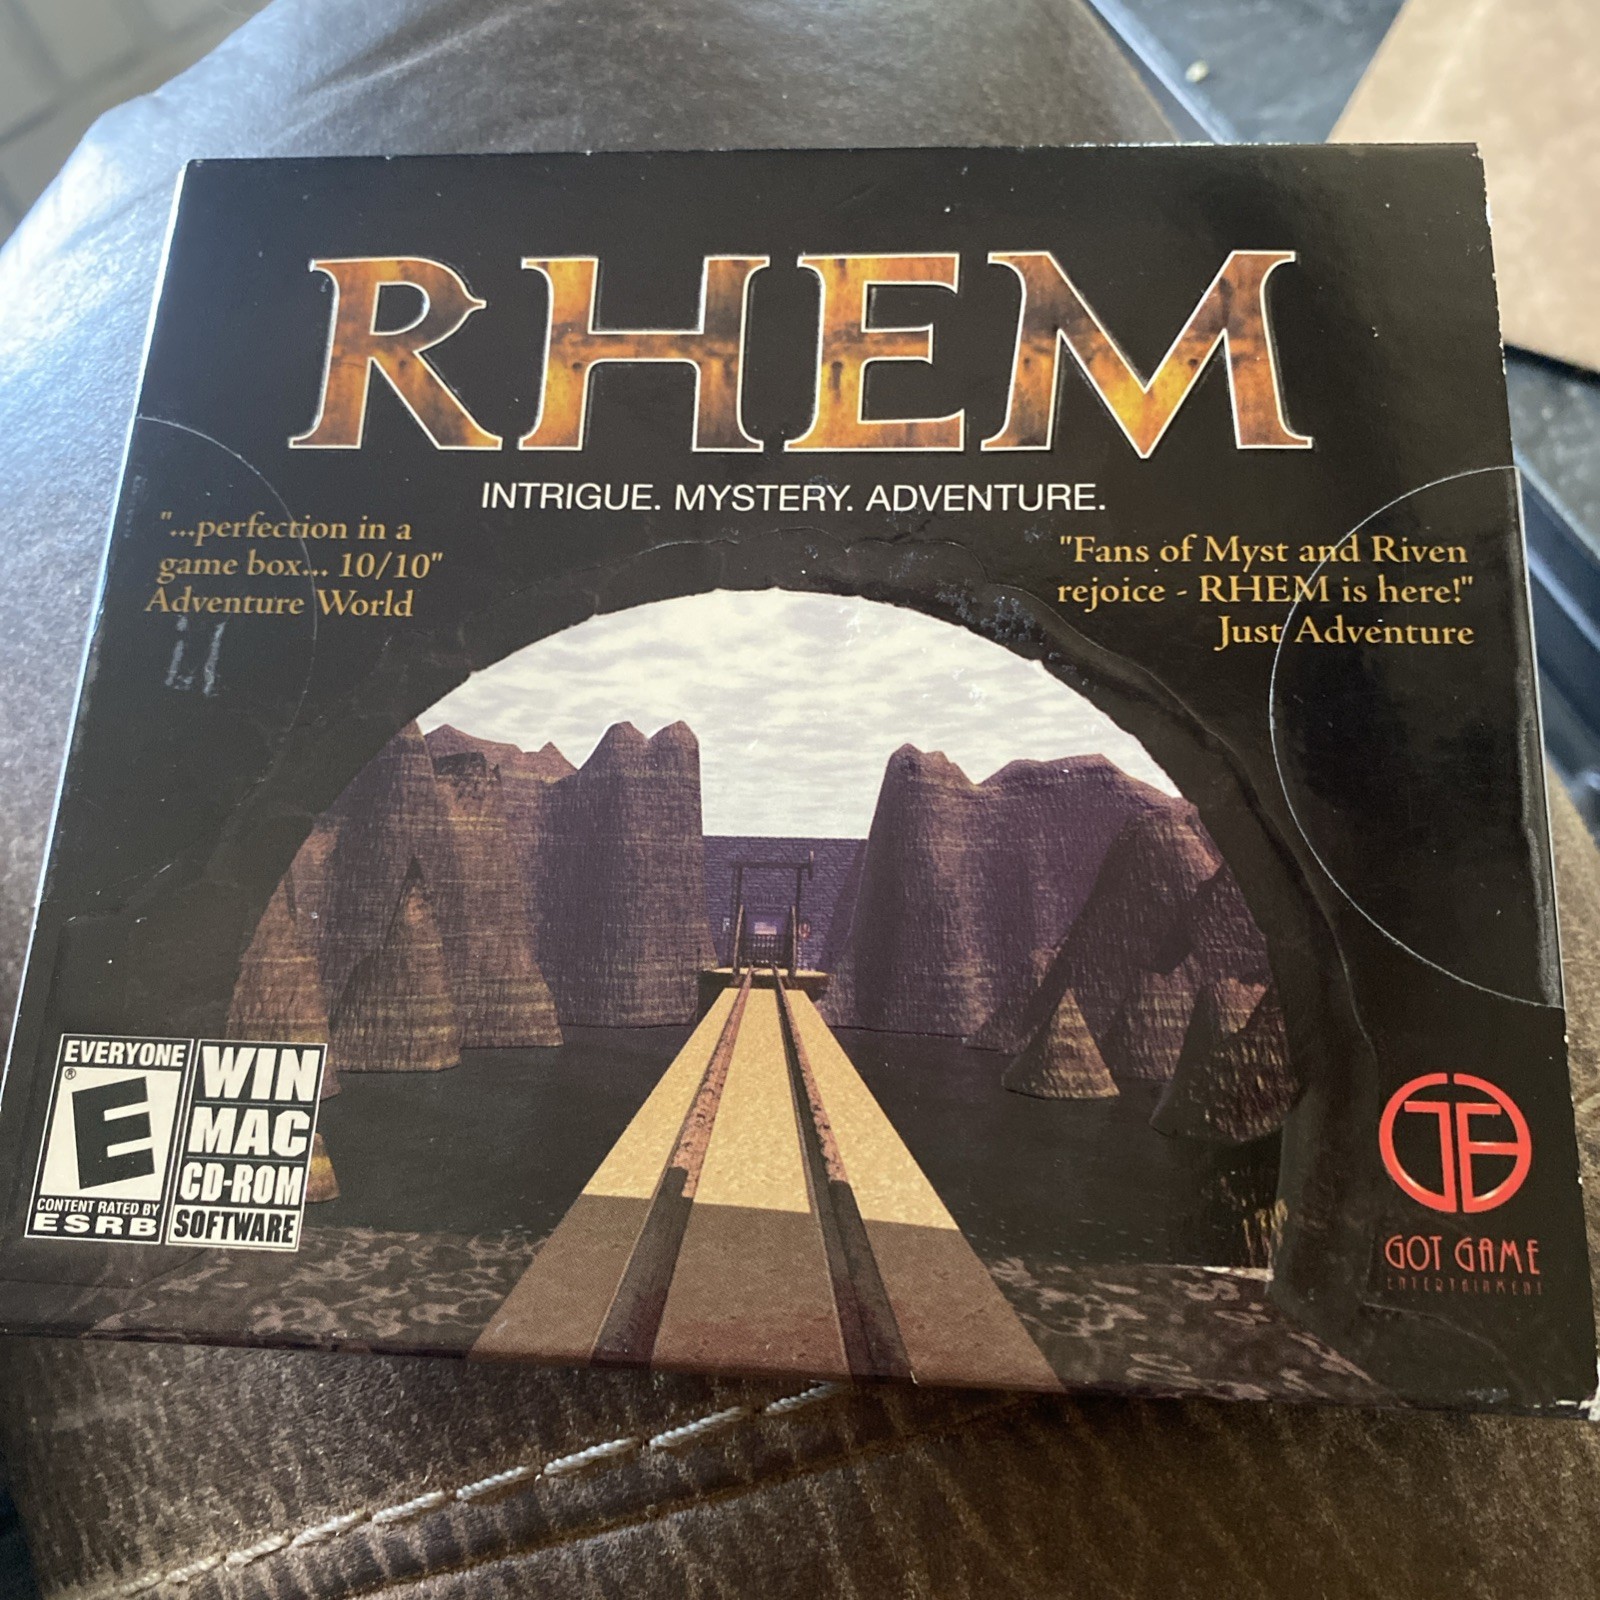 RHEM
INTRIGUE. MYSTERY. ADVENTURE.
"...perfection in a
game box... 10/10"
Adventure World
"Fans of Myst and Riven
rejoice - RHEM is here!"
Just Adventure
EVERYONE
E
®
CONTENT RATED BY
ESRB
WIN
MAC
CD-ROM
SOFTWARE
GOT GAME
ENTERTAINMENT